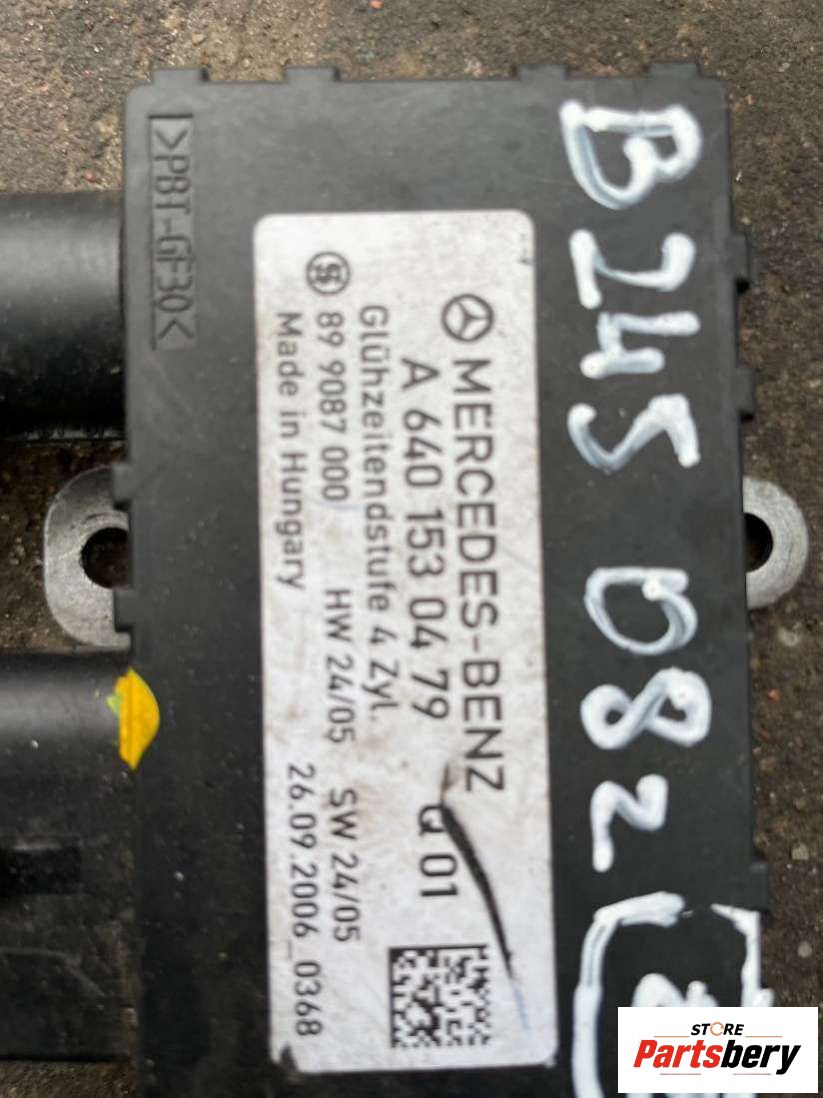 B245 D82
MERCEDES-BENZ
A 640 153 04 79 Q 01
Glühzeitendstufe 4 Zyl.
89 9087 000 HW 24/05 SW 24/05
Made in Hungary 26.09.2006_0368
>PBT-GF30<
STORE
Partsbery